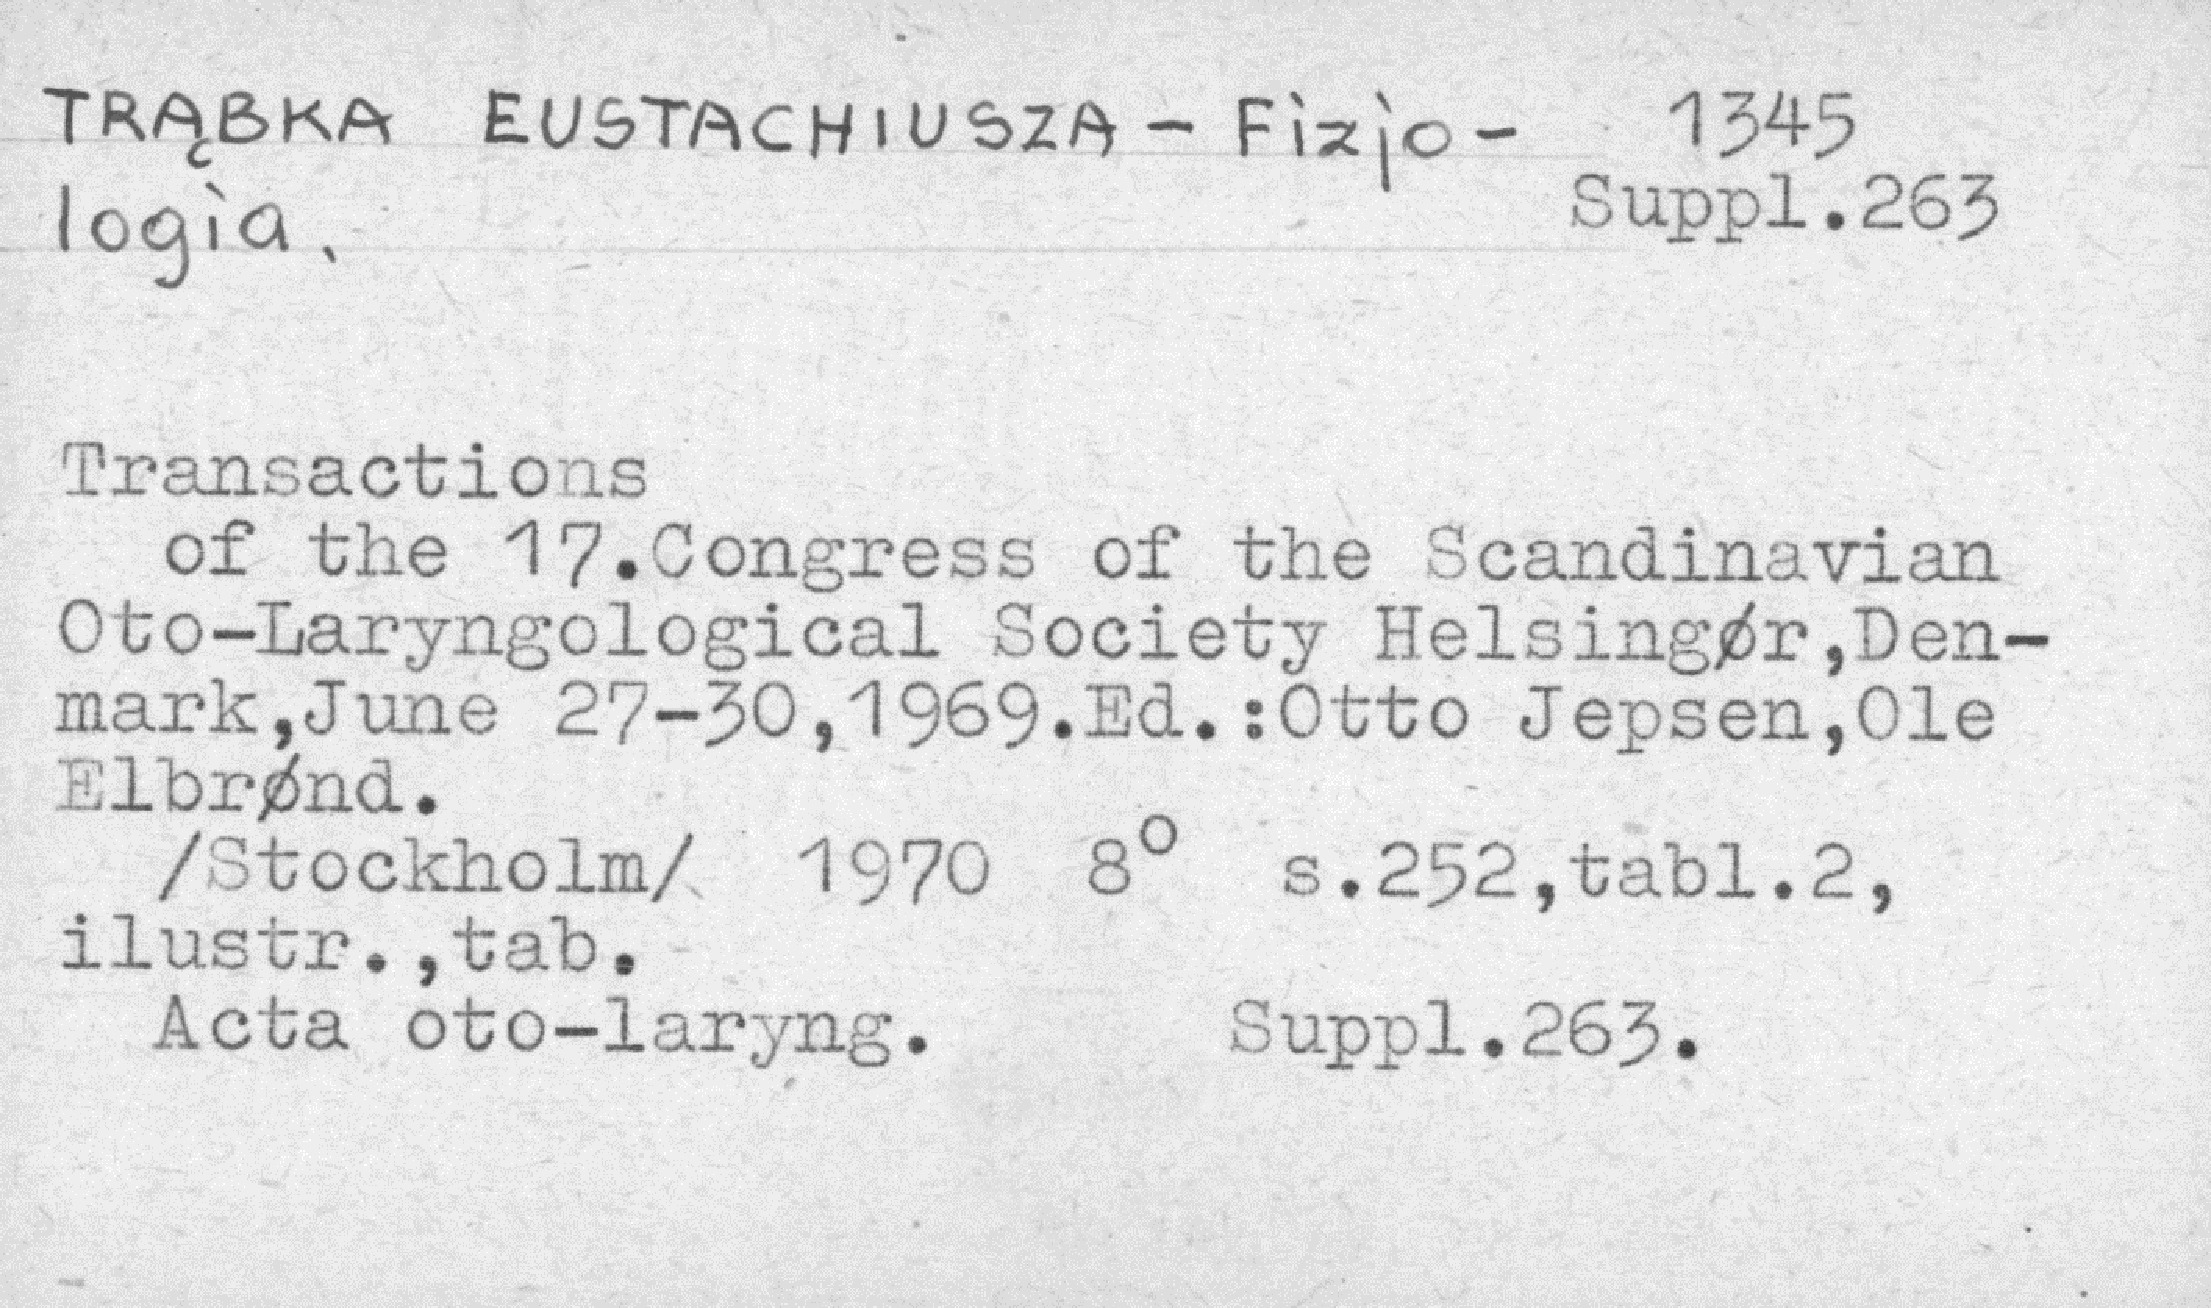 TRĄBKA EUSTACHIUSZA - Fizjo- 1345
logia. Suppl.263
Transactions
of the 17.Congress of the Scandinavian
Oto-Laryngological Society Helsingør,Den-
mark,June 27-30,1969.Ed.:Otto Jepsen,Ole
Elbrønd.
/Stockholm/ 1970 8° s.252,tabl.2,
ilustr.,tab.
Acta oto-laryng. Suppl.263.